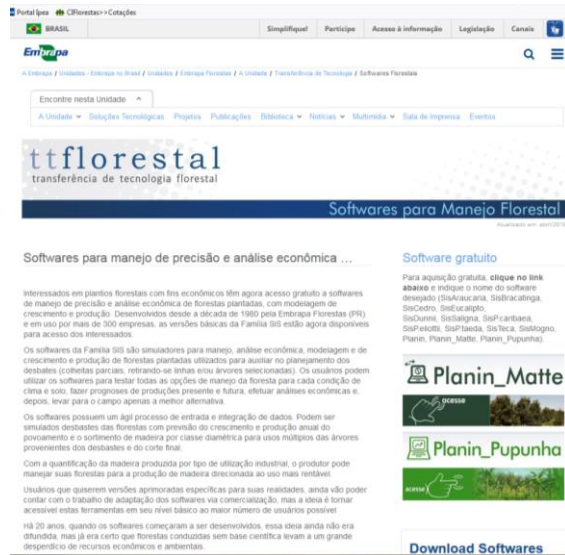 Portal Ipea CIFlorestas>>Cotações
BRASIL Simplifique! Participe Acesso à informação Legislação Canais
Embrapa
A Embrapa / Unidades - Embrapa no Brasil / Unidades / Embrapa Florestas / A Unidade / Transferência de Tecnologia / Softwares Florestais
Encontre nesta Unidade
A Unidade Soluções Tecnológicas Projetos Publicações Biblioteca Notícias Multimídia Sala de Imprensa Eventos
ttflorestal
transferência de tecnologia florestal
Softwares para Manejo Florestal
Softwares para manejo de precisão e análise econômica ...
Interessados em plantios florestais com fins econômicos têm agora acesso gratuito a softwares
de manejo de precisão e análise econômica de florestas plantadas, com modelagem de
crescimento e produção. Desenvolvidos desde a década de 1980 pela Embrapa Florestas (PR)
e em uso por mais de 300 empresas, as versões básicas da Família SIS estão agora disponíveis
para acesso dos interessados.
Os softwares da Família SIS são simuladores para manejo, análise econômica, modelagem e de
crescimento e produção de florestas plantadas utilizados para auxiliar no planejamento dos
desbates (colheitas parciais, retirando-se linhas e/ou árvores selecionadas). Os usuários podem
utilizar os softwares para testar todas as opções de manejo da floresta para cada condição de
clima e solo, fazer prognoses de produções presente e futura, efetuar análises econômicas e,
depois, levar para o campo apenas a melhor alternativa.
Os softwares possuem um ágil processo de entrada e integração de dados. Podem ser
simulados desbastes das florestas com previsão do crescimento e produção anual do
povoamento e o sortimento de madeira por classe diamétrica para usos múltiplos das árvores
provenientes dos desbastes e do corte final.
Com a quantificação da madeira produzida por tipo de utilização industrial, o produtor pode
manejar suas florestas para a produção de madeira direcionada ao uso mais rentável.
Usuários que quiserem versões aprimoradas específicas para suas realidades, ainda vão poder
contar com o trabalho de adaptação dos softwares via comercialização, mas a ideia é tornar
acessível estas ferramentas em seu nível básico ao maior número de usuários possível.
Há 20 anos, quando os softwares começaram a ser desenvolvidos, essa ideia ainda não era
difundida, mas já era certo que florestas conduzidas sem base científica levam a um grande
desperdício de recursos econômicos e ambientais.
Software gratuito
Para aquisição gratuita, clique no link
abaixo e indique o nome do software
desejado (SisAraucaria, SisBracatinga,
SisCedro, SisEucalipto,
SisDunni, SisSaligna, SisP.caribaea,
SisP.eliotti, SisP.taeda, SisTeca, SisMogno,
Planin, Planin_Matte, Planin_Pupunha).
Planin_Matte
acesse
Planin_Pupunha
acesse
Download Softwares